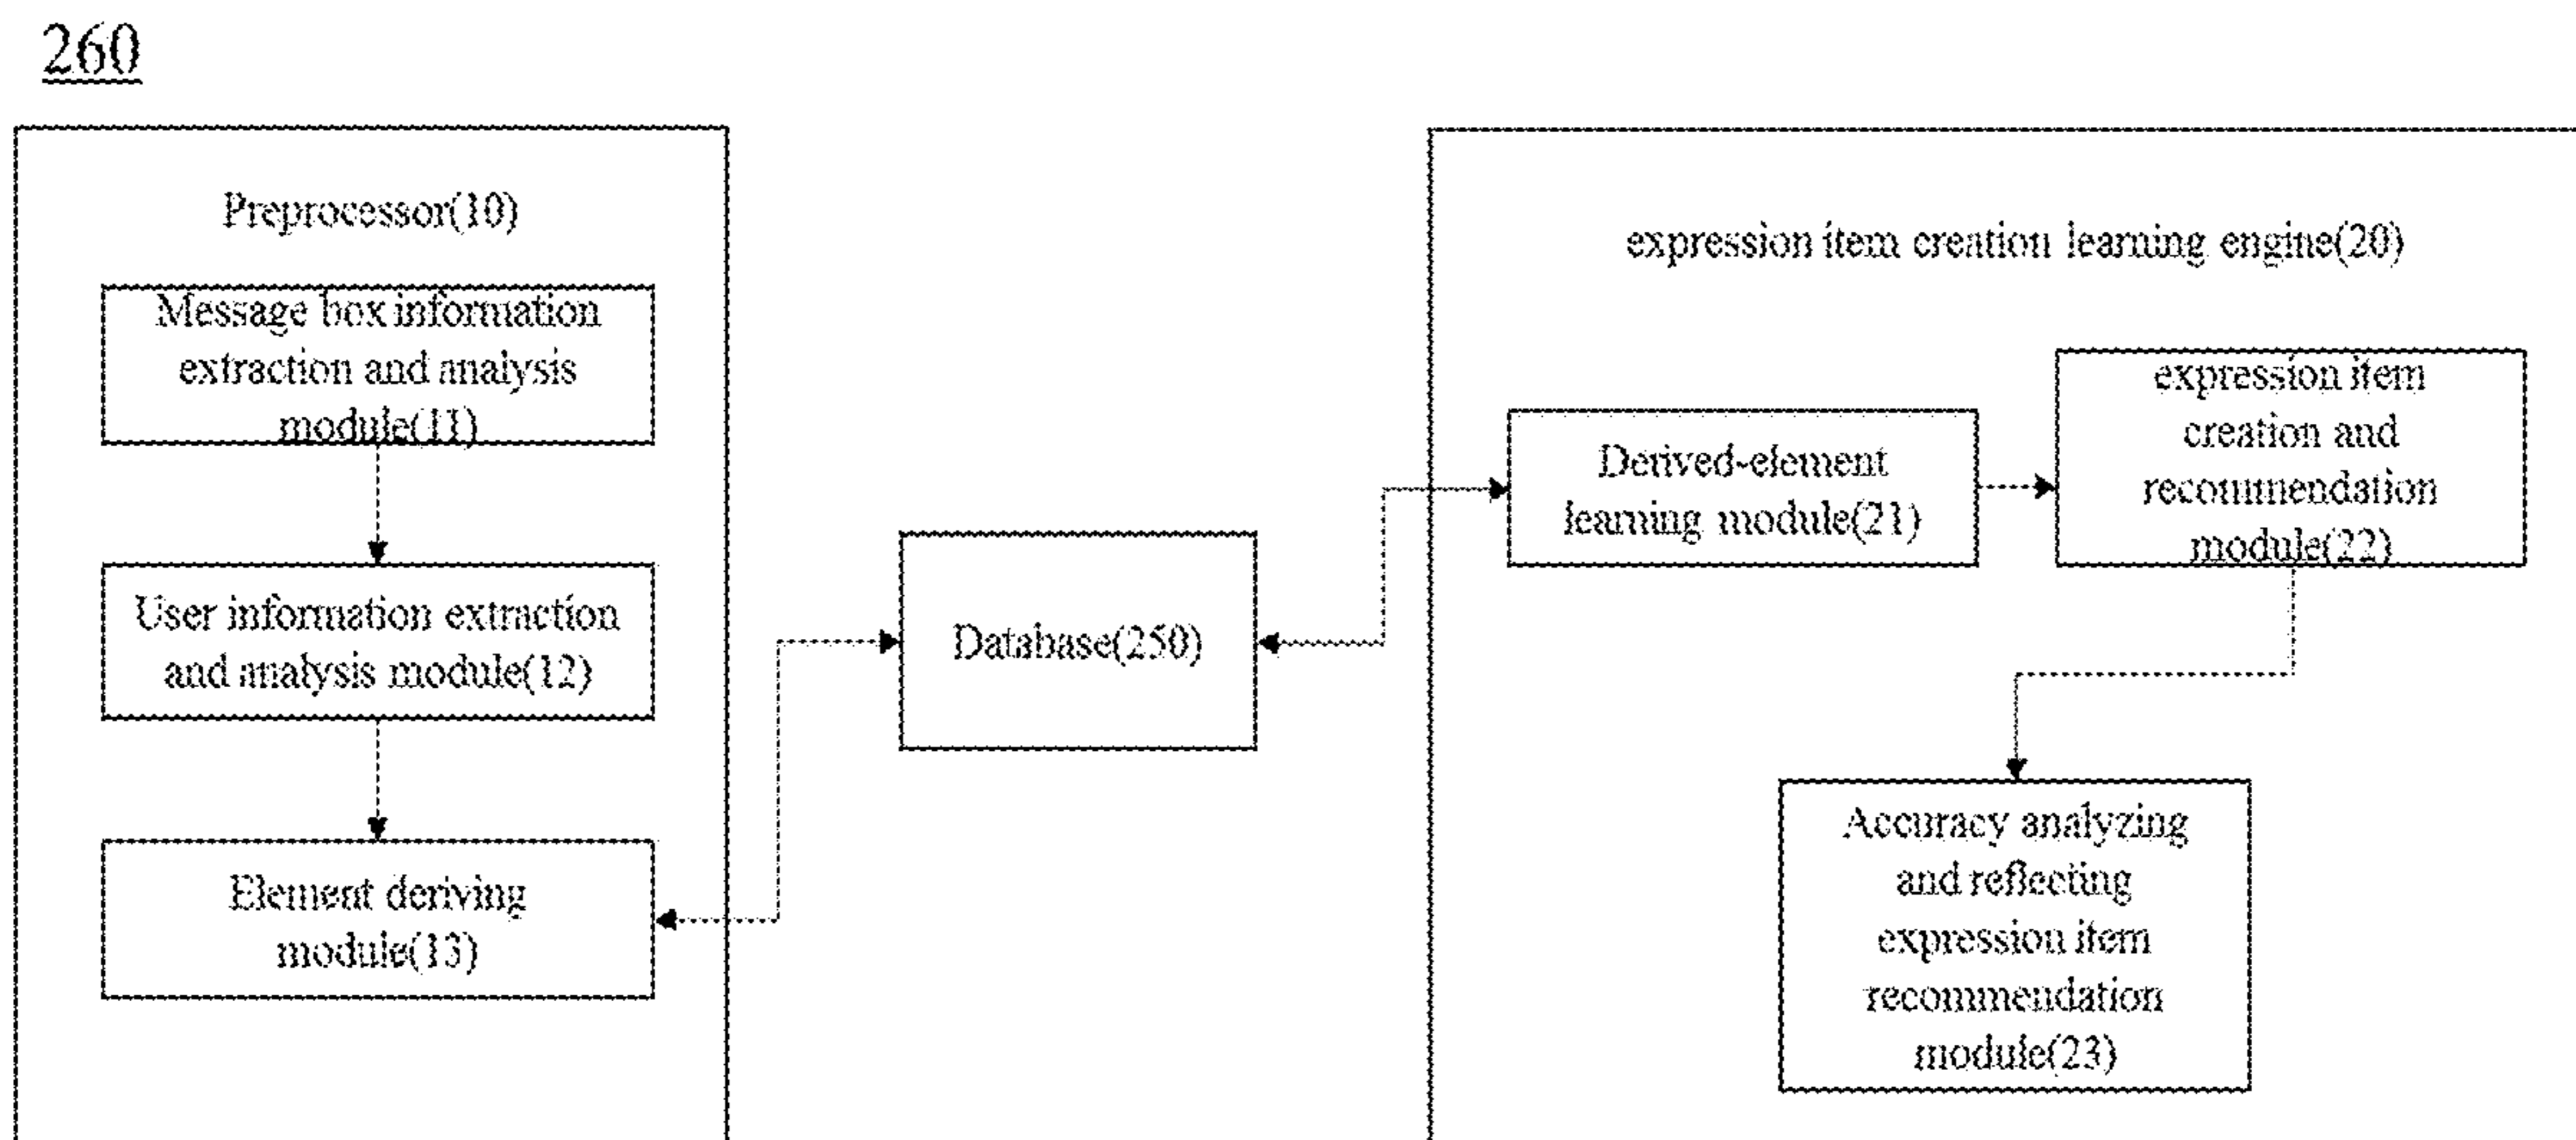 260
Preprocessor(10)
Message box information
extraction and analysis
module(11)
User information extraction
and analysis module(12)
Element deriving
module(13)
Database(250)
expression item creation learning engine(20)
Derived-element
learning module(21)
expression item
creation and
recommendation
module(22)
Accuracy analyzing
and reflecting
expression item
recommendation
module(23)